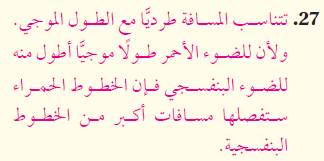 27. تتناسب المسافة طرديًّا مع الطول الموجي.
ولأن للضوء الأحمر طولًا موجيًّا أطول منه
للضوء البنفسجي فإن الخطوط الحمراء
ستفصلها مسافات أكبر من الخطوط
البنفسجية.